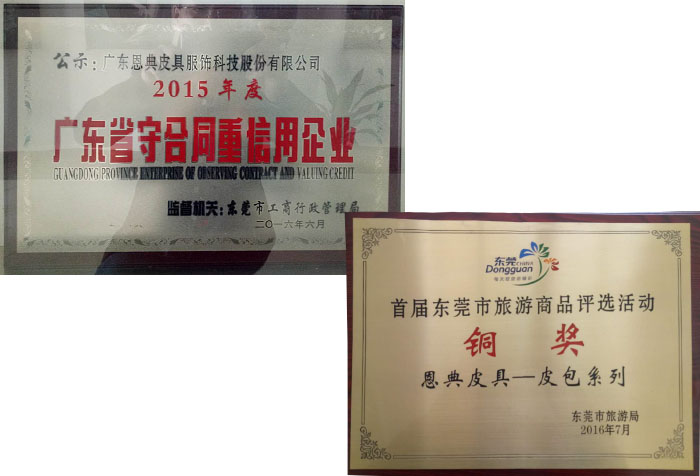 公示：广东恩典皮具服饰科技股份有限公司
2015年度
广东省守合同重信用企业
GUANGDONG PROVINCE ENTERPRISE OF OBSERVING CONTRACT AND VALUING CREDIT
监督机关：东莞市工商行政管理局
二〇一六年六月
东莞CHINA
Dongguan
首届东莞市旅游商品评选活动
铜 奖
恩典皮具—皮包系列
东莞市旅游局
2016年7月